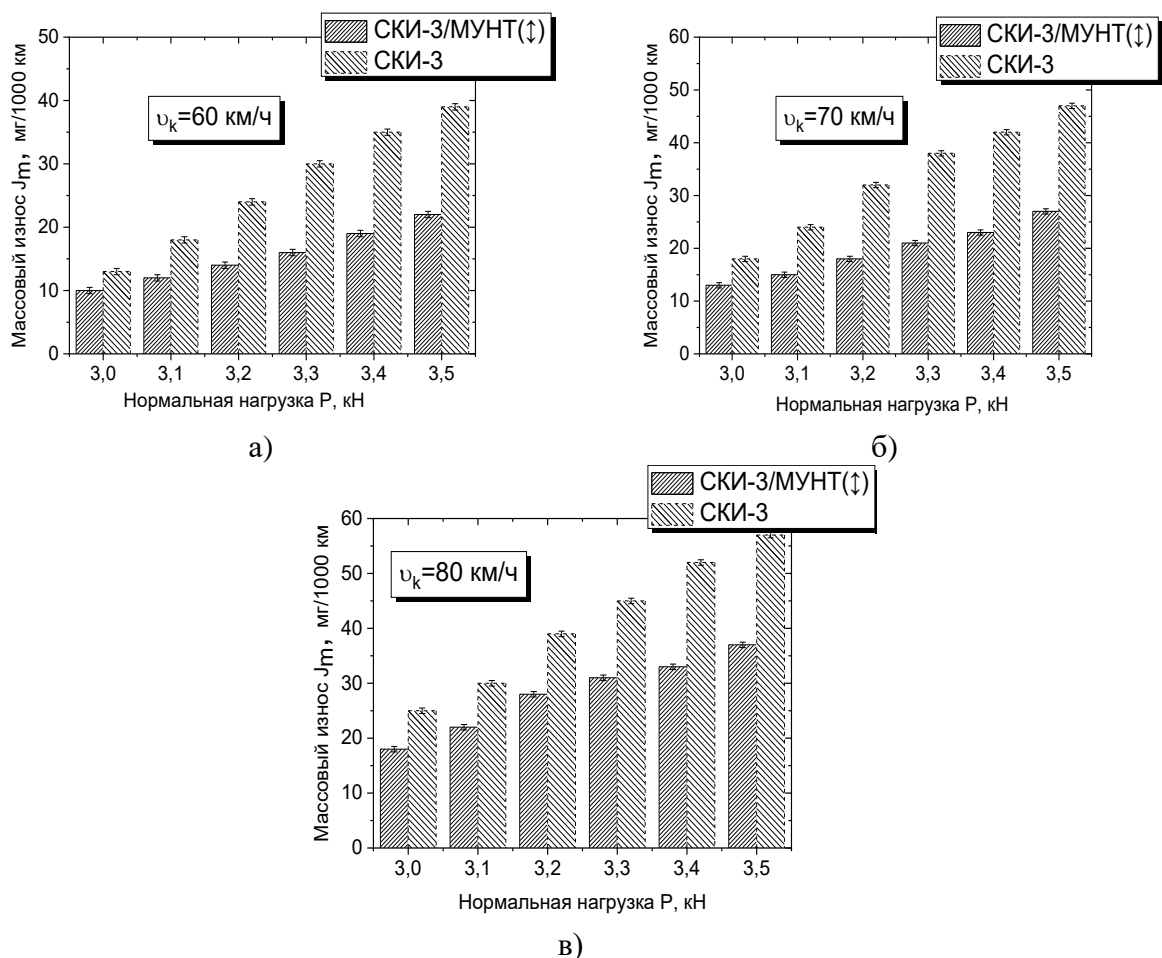 СКИ-3/МУНТ(↕)
СКИ-3
υk=60 км/ч
Массовый износ Jm, мг/1000 км
50
40
30
20
10
0
3,0 3,1 3,2 3,3 3,4 3,5
Нормальная нагрузка P, кН
а)
СКИ-3/МУНТ(↕)
СКИ-3
υk=70 км/ч
Массовый износ Jm, мг/1000 км
60
50
40
30
20
10
0
3,0 3,1 3,2 3,3 3,4 3,5
Нормальная нагрузка P, кН
б)
СКИ-3/МУНТ(↕)
СКИ-3
υk=80 км/ч
Массовый износ Jm, мг/1000 км
60
50
40
30
20
10
0
3,0 3,1 3,2 3,3 3,4 3,5
Нормальная нагрузка P, кН
в)